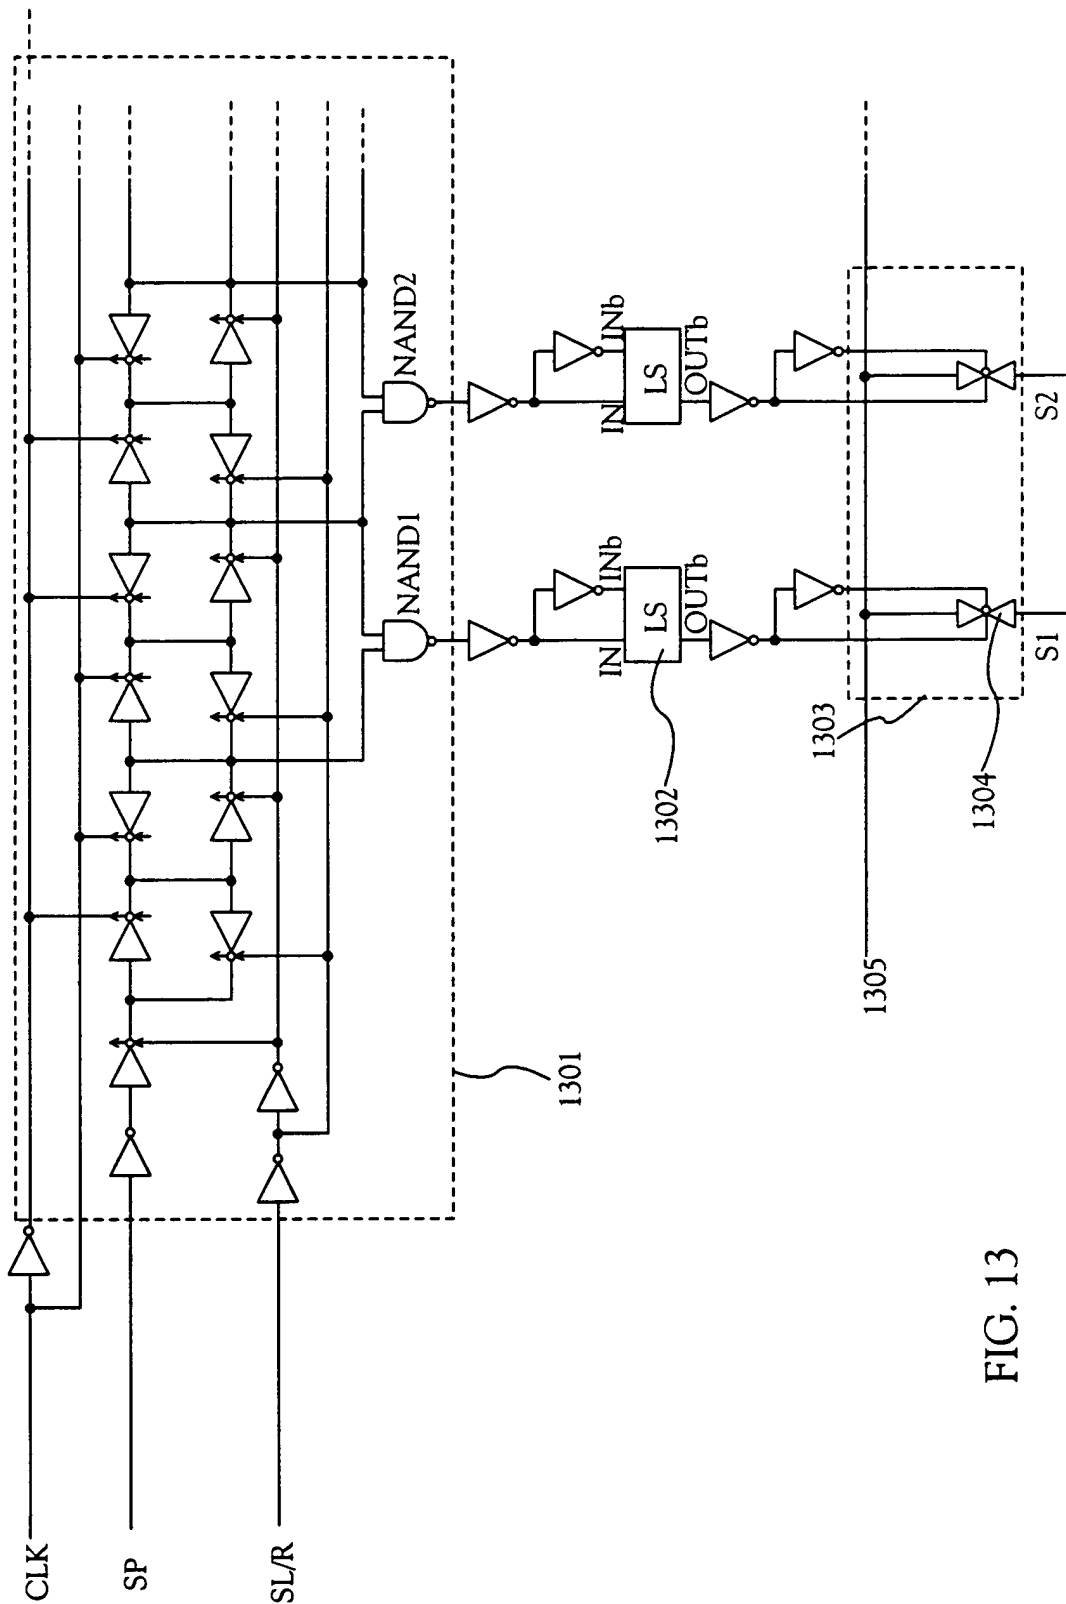 CLK
SP
SL/R
1301
NAND1
NAND2
IN
INb
LS
OUTb
IN
INb
LS
OUTb
1302
1303
1304
1305
S1
S2
FIG. 13